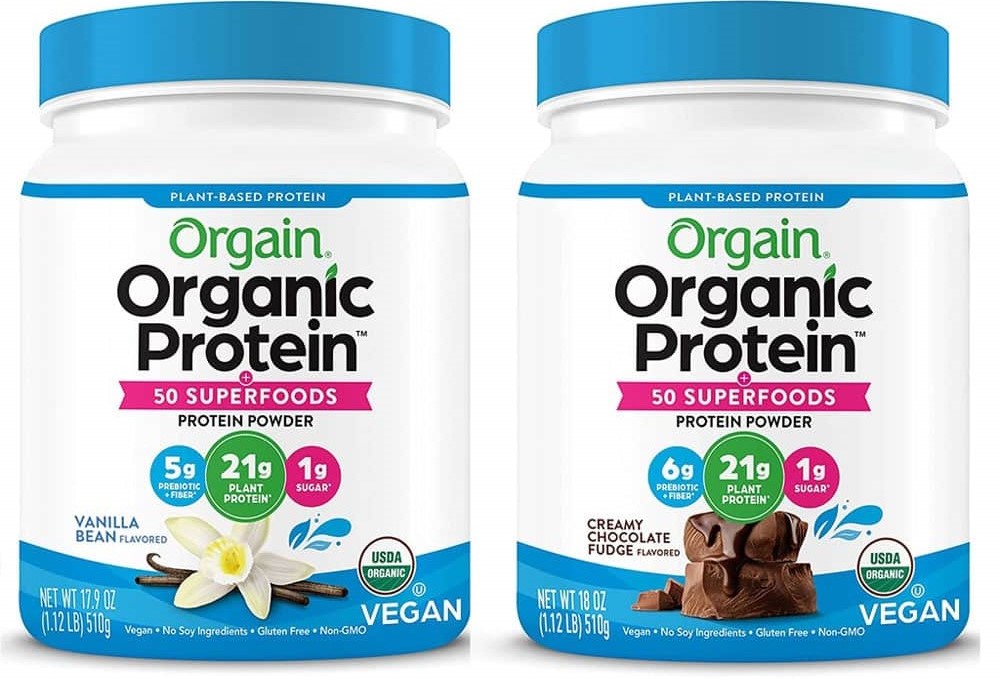 PLANT-BASED PROTEIN
Orgain®
Organic
Protein™
+
50 SUPERFOODS
PROTEIN POWDER
5g
PREBIOTIC
+ FIBER*
21g
PLANT
PROTEIN*
1g
SUGAR*
VANILLA
BEAN FLAVORED
USDA
ORGANIC
U
NET WT 17.9 OZ
(1.12 LB) 510g
VEGAN
Vegan • No Soy Ingredients • Gluten Free • Non-GMO
PLANT-BASED PROTEIN
Orgain®
Organic
Protein™
+
50 SUPERFOODS
PROTEIN POWDER
6g
PREBIOTIC
+ FIBER*
21g
PLANT
PROTEIN*
1g
SUGAR*
CREAMY
CHOCOLATE
FUDGE FLAVORED
USDA
ORGANIC
U
NET WT 18 OZ
(1.12 LB) 510g
VEGAN
Vegan • No Soy Ingredients • Gluten Free • Non-GMO